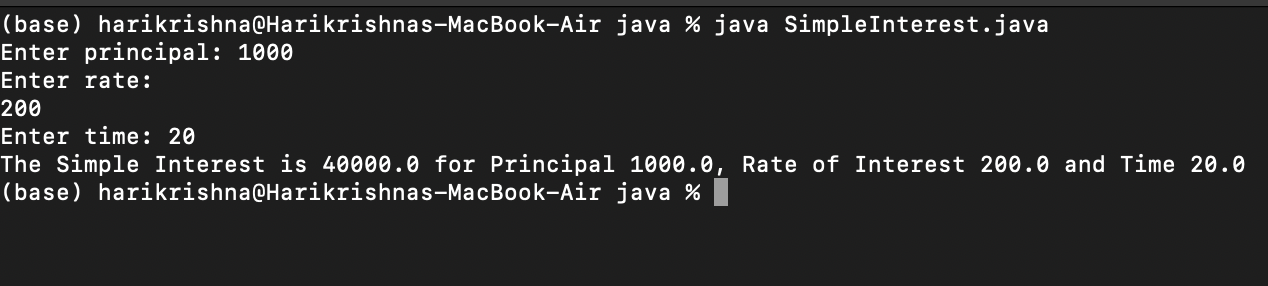 (base) harikrishna@Harikrishnas-MacBook-Air java % java SimpleInterest.java
Enter principal: 1000
Enter rate:
200
Enter time: 20
The Simple Interest is 40000.0 for Principal 1000.0, Rate of Interest 200.0 and Time 20.0
(base) harikrishna@Harikrishnas-MacBook-Air java %